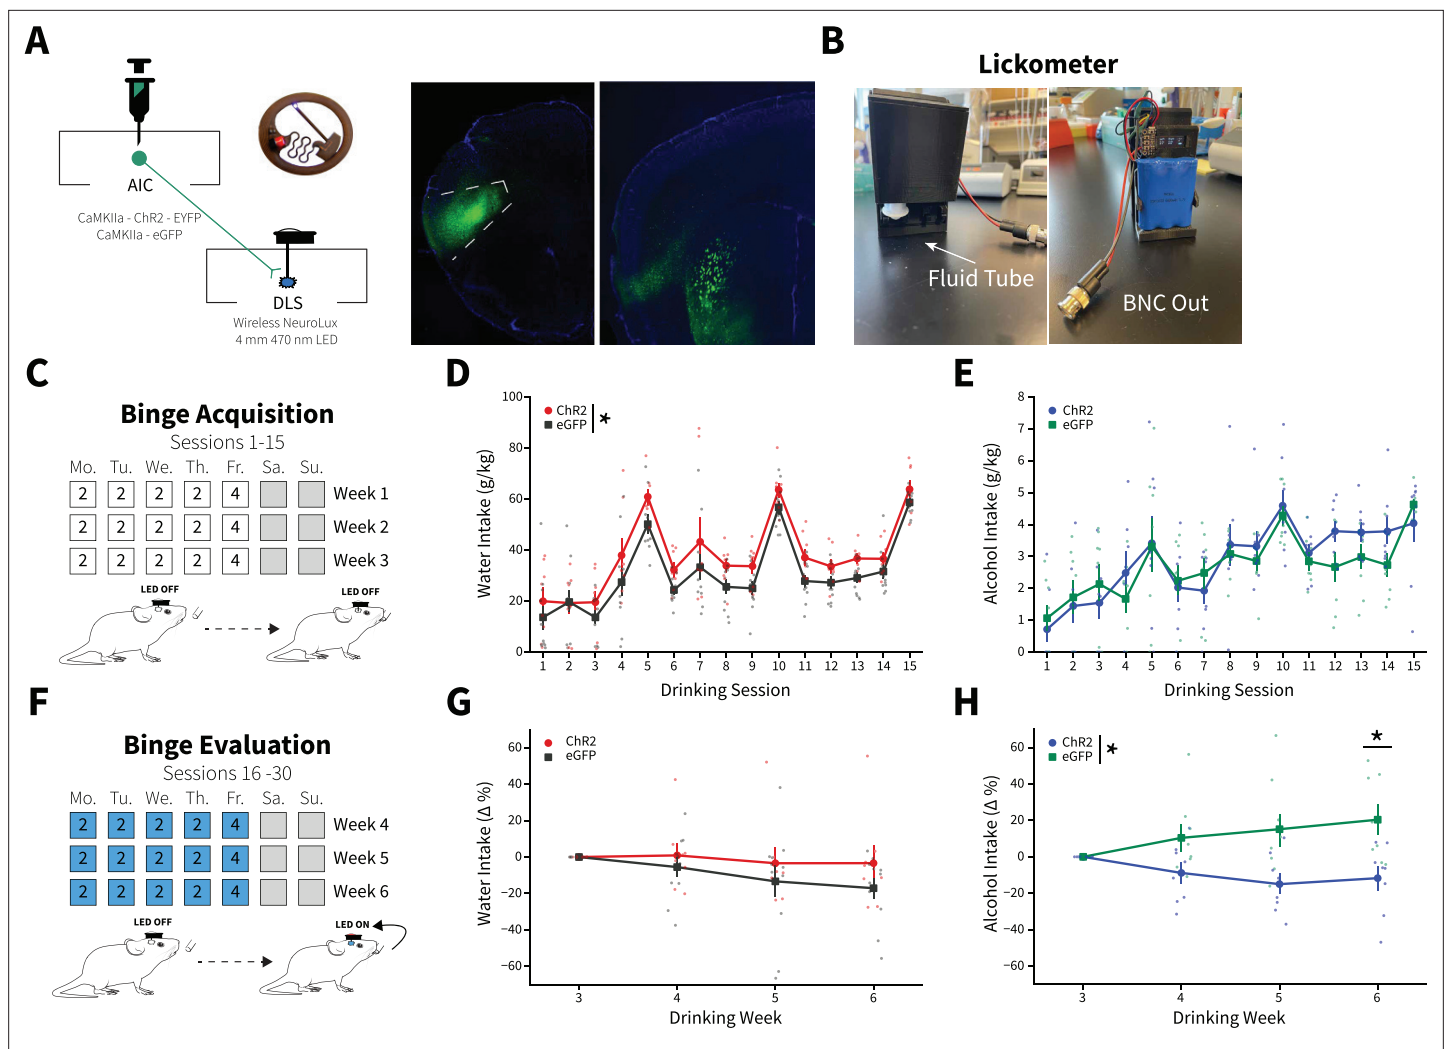 A
AIC
CaMKIIa - ChR2 - EYFP
CaMKIIa - eGFP
DLS
Wireless NeuroLux
4 mm 470 nm LED
B
Lickometer
Fluid Tube
BNC Out
C
Binge Acquisition
Sessions 1-15
Mo. Tu. We. Th. Fr. Sa. Su.
2 2 2 2 4 Week 1
2 2 2 2 4 Week 2
2 2 2 2 4 Week 3
LED OFF
LED OFF
D
Water Intake (g/kg)
100
80
60
40
20
0
ChR2
eGFP
*
1 2 3 4 5 6 7 8 9 10 11 12 13 14 15
Drinking Session
E
Alcohol Intake (g/kg)
8
7
6
5
4
3
2
1
0
ChR2
eGFP
1 2 3 4 5 6 7 8 9 10 11 12 13 14 15
Drinking Session
F
Binge Evaluation
Sessions 16 -30
Mo. Tu. We. Th. Fr. Sa. Su.
2 2 2 2 4 Week 4
2 2 2 2 4 Week 5
2 2 2 2 4 Week 6
LED OFF
LED ON
G
Water Intake (Δ %)
60
40
20
0
−20
−40
−60
ChR2
eGFP
3 4 5 6
Drinking Week
H
Alcohol Intake (Δ %)
60
40
20
0
−20
−40
−60
ChR2
eGFP
*
*
3 4 5 6
Drinking Week